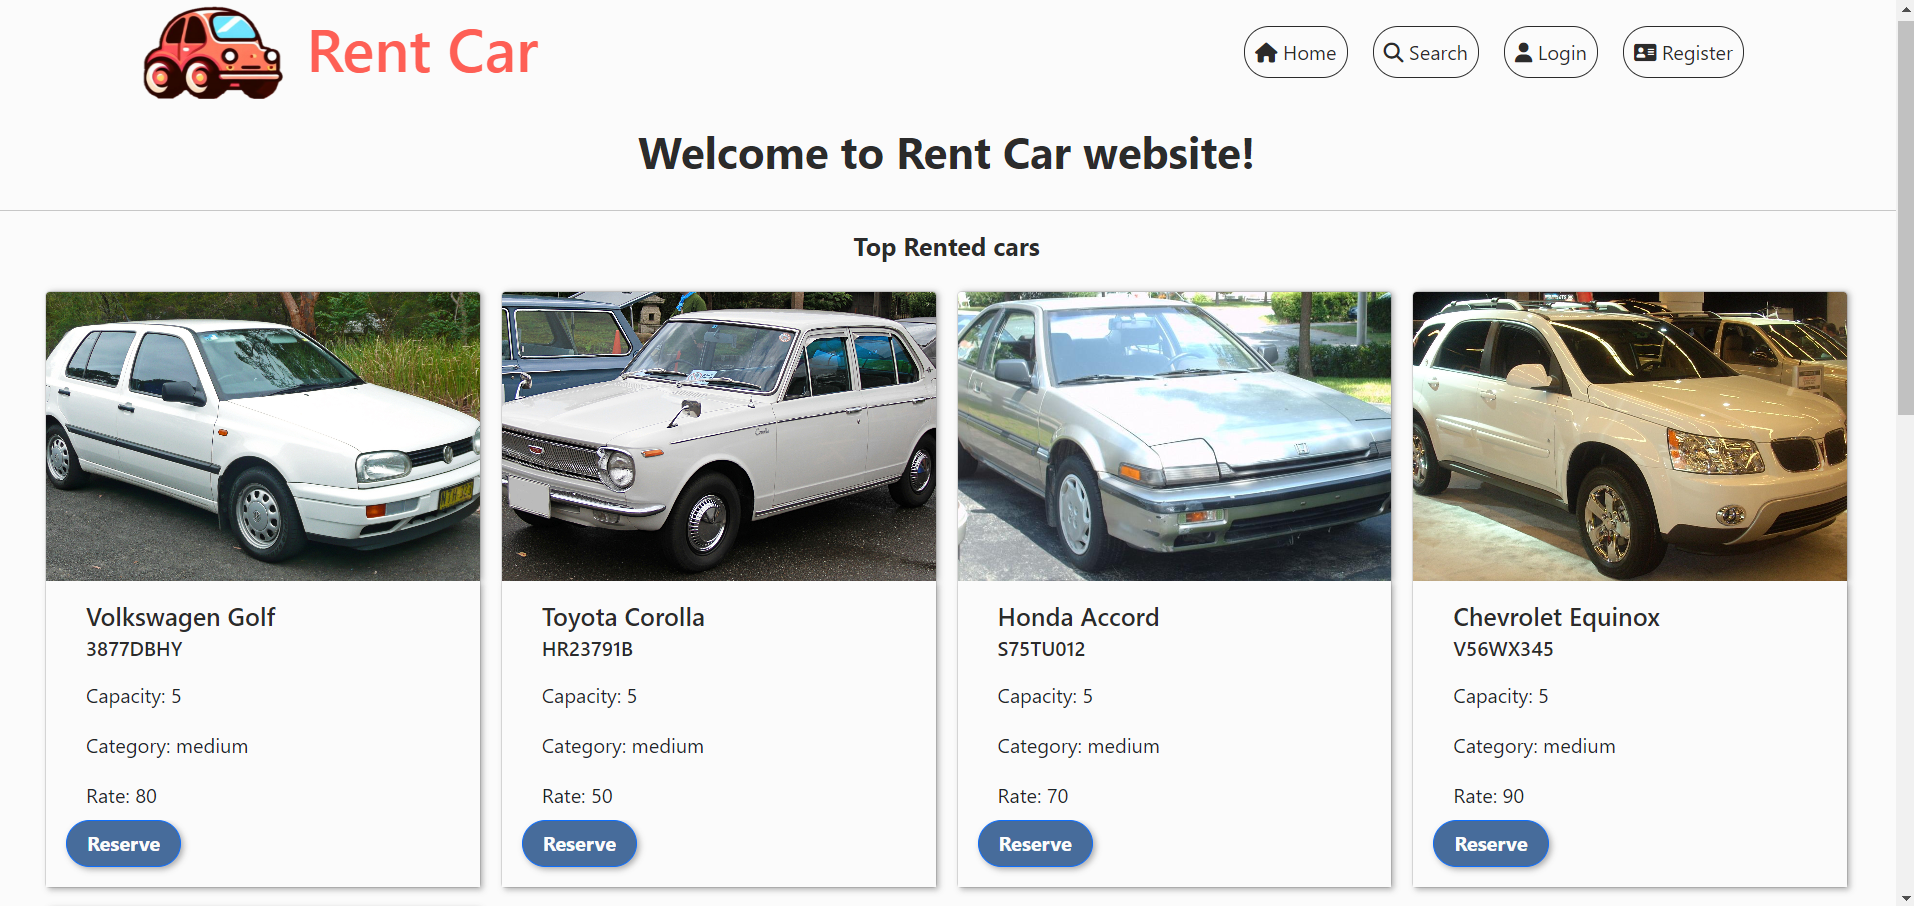 Rent Car
Home
Search
Login
Register
Welcome to Rent Car website!
Top Rented cars
Volkswagen Golf
3877DBHY
Capacity: 5
Category: medium
Rate: 80
Reserve
Toyota Corolla
HR23791B
Capacity: 5
Category: medium
Rate: 50
Reserve
Honda Accord
S75TU012
Capacity: 5
Category: medium
Rate: 70
Reserve
Chevrolet Equinox
V56WX345
Capacity: 5
Category: medium
Rate: 90
Reserve